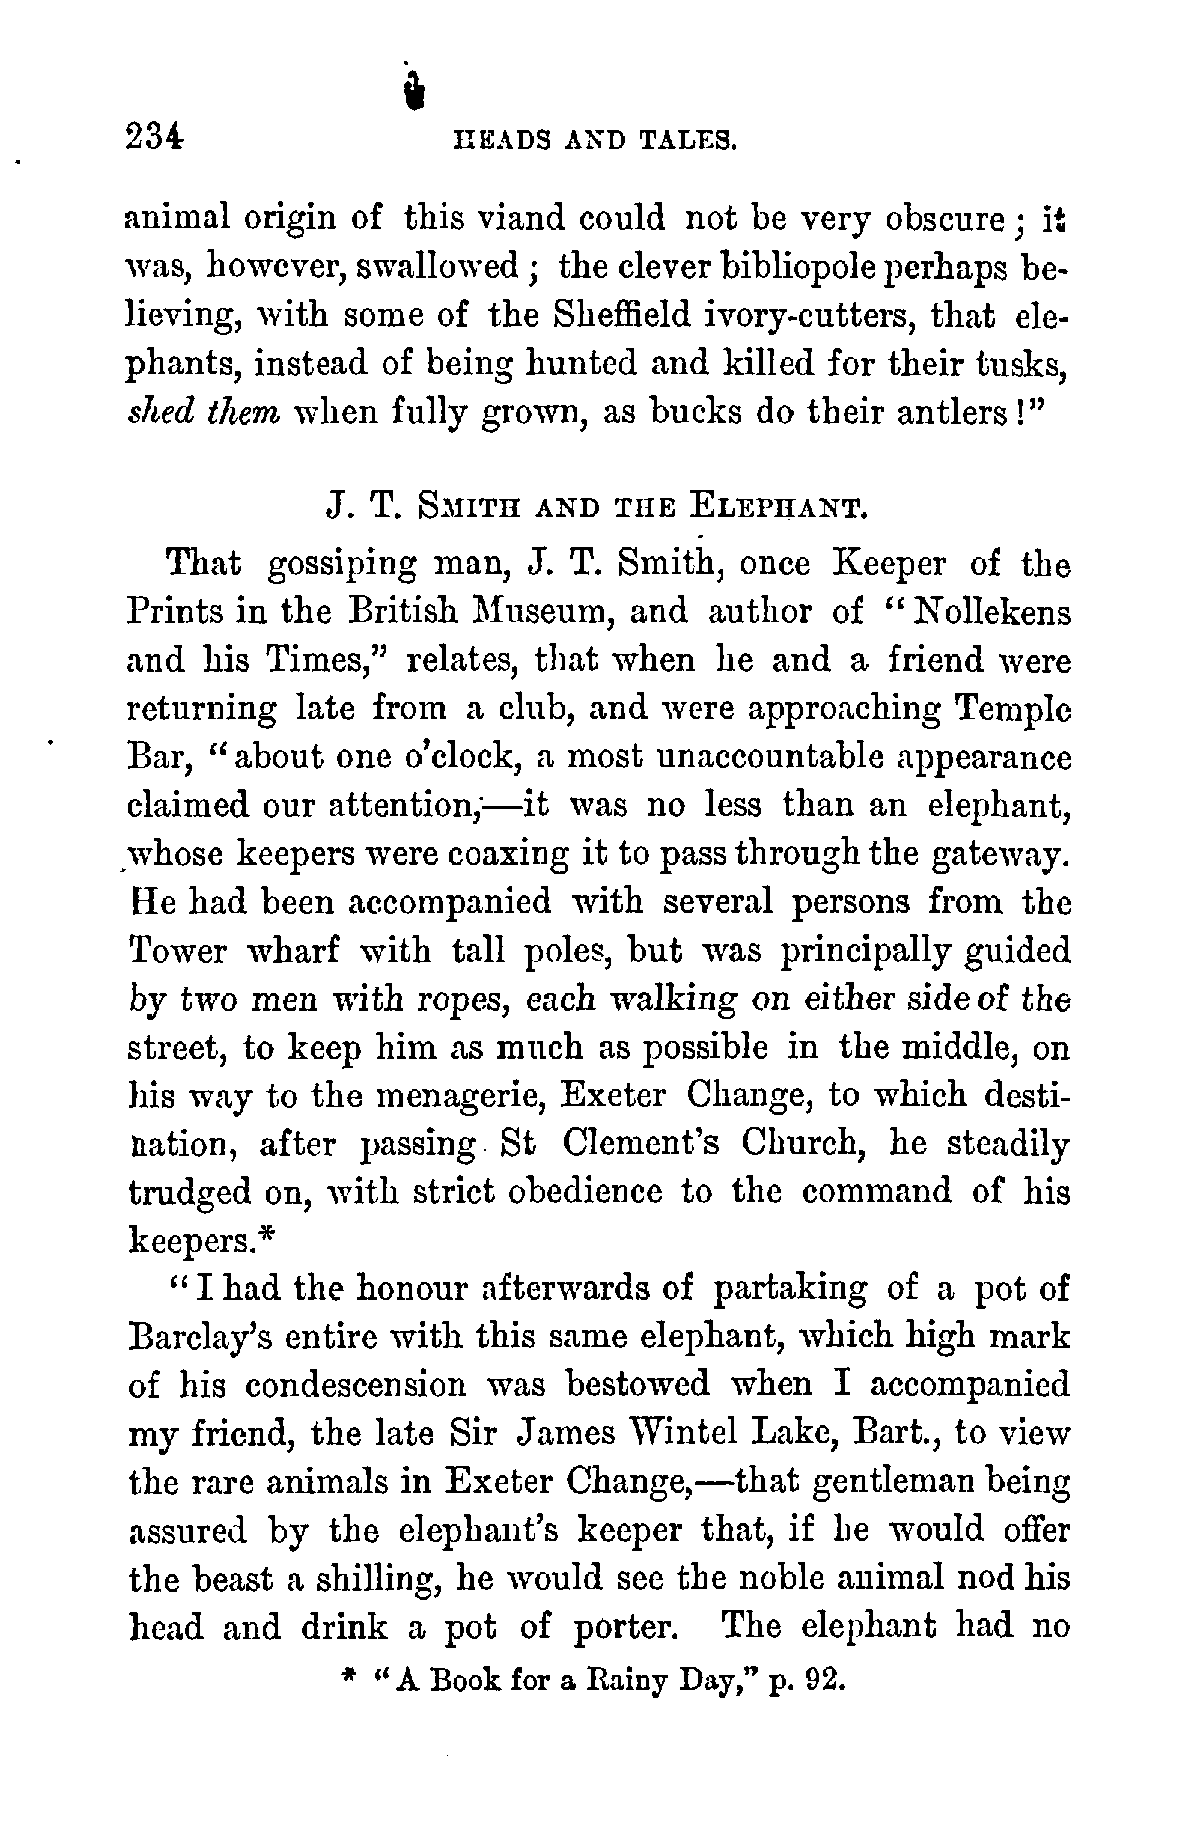 234 HEADS AND TALES.
animal origin of this viand could not be very obscure; it
was, however, swallowed; the clever bibliopole perhaps be-
lieving, with some of the Sheffield ivory-cutters, that ele-
phants, instead of being hunted and killed for their tusks,
shed them when fully grown, as bucks do their antlers!”
J. T. SMITH AND THE ELEPHANT.
That gossiping man, J. T. Smith, once Keeper of the
Prints in the British Museum, and author of “Nollekens
and his Times,” relates, that when he and a friend were
returning late from a club, and were approaching Temple
Bar, “about one o’clock, a most unaccountable appearance
claimed our attention,—it was no less than an elephant,
whose keepers were coaxing it to pass through the gateway.
He had been accompanied with several persons from the
Tower wharf with tall poles, but was principally guided
by two men with ropes, each walking on either side of the
street, to keep him as much as possible in the middle, on
his way to the menagerie, Exeter Change, to which desti-
nation, after passing St Clement’s Church, he steadily
trudged on, with strict obedience to the command of his
keepers.*
“I had the honour afterwards of partaking of a pot of
Barclay’s entire with this same elephant, which high mark
of his condescension was bestowed when I accompanied
my friend, the late Sir James Wintel Lake, Bart., to view
the rare animals in Exeter Change,—that gentleman being
assured by the elephant’s keeper that, if he would offer
the beast a shilling, he would see the noble animal nod his
head and drink a pot of porter. The elephant had no
* “A Book for a Rainy Day,” p. 92.